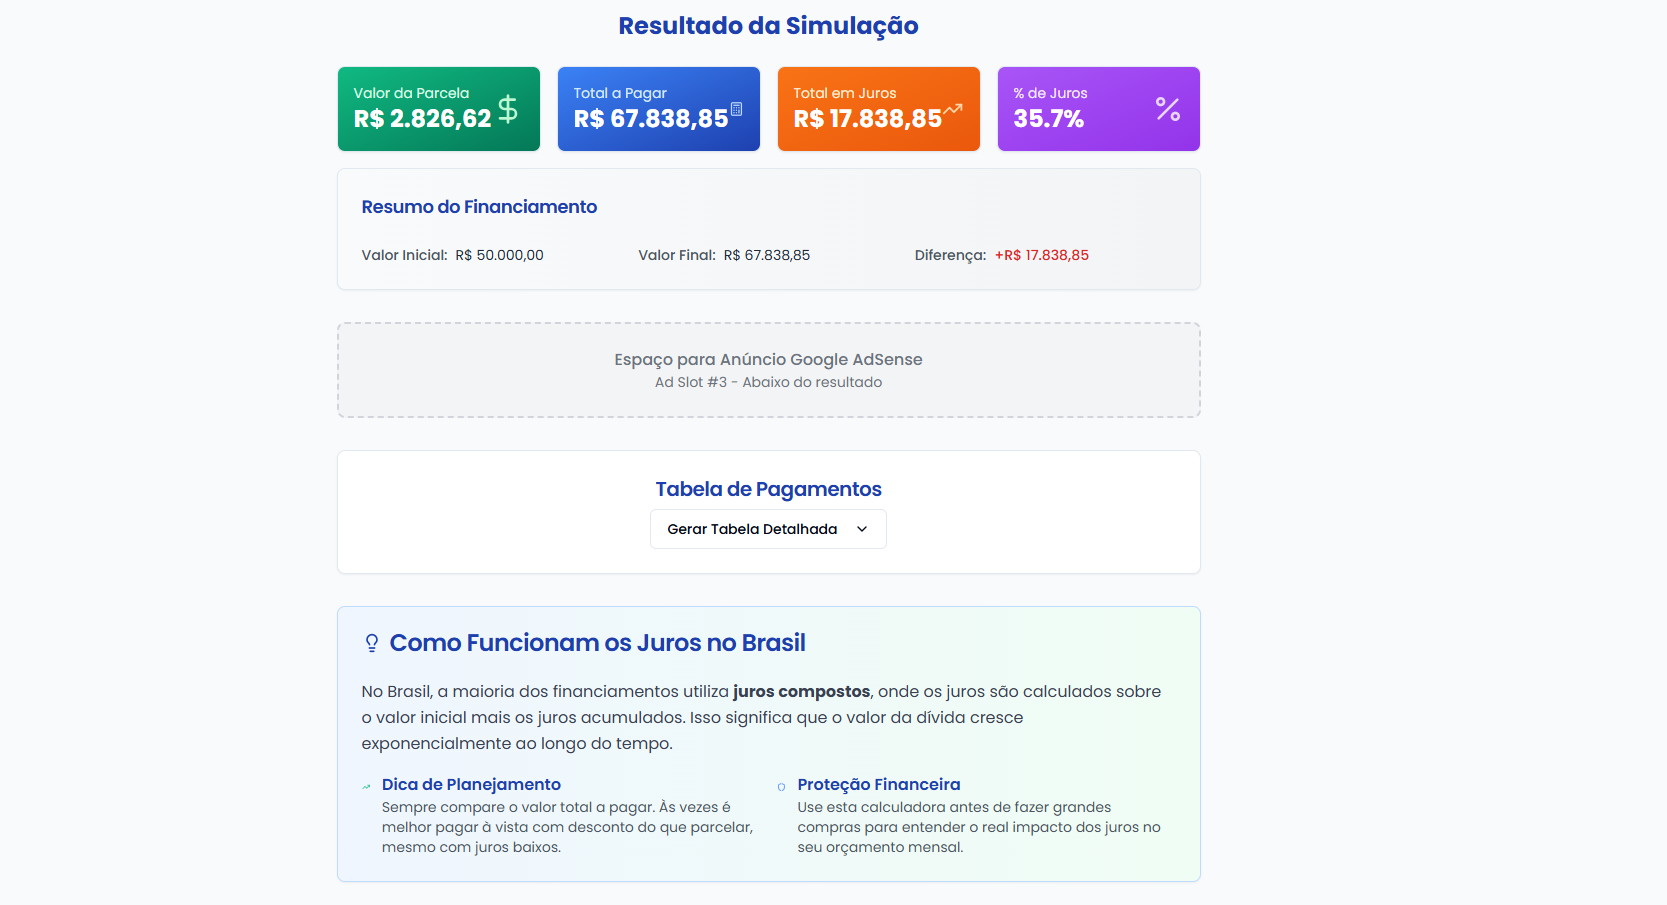 Resultado da Simulação
Valor da Parcela
R$ 2.826,62
Total a Pagar
R$ 67.838,85
Total em Juros
R$ 17.838,85
% de Juros
35.7%
Resumo do Financiamento
Valor Inicial: R$ 50.000,00
Valor Final: R$ 67.838,85
Diferença: +R$ 17.838,85
Espaço para Anúncio Google AdSense
Ad Slot #3 - Abaixo do resultado
Tabela de Pagamentos
Gerar Tabela Detalhada
Como Funcionam os Juros no Brasil
No Brasil, a maioria dos financiamentos utiliza juros compostos, onde os juros são calculados sobre
o valor inicial mais os juros acumulados. Isso significa que o valor da dívida cresce
exponencialmente ao longo do tempo.
Dica de Planejamento
Sempre compare o valor total a pagar. Às vezes é
melhor pagar à vista com desconto do que parcelar,
mesmo com juros baixos.
Proteção Financeira
Use esta calculadora antes de fazer grandes
compras para entender o real impacto dos juros no
seu orçamento mensal.